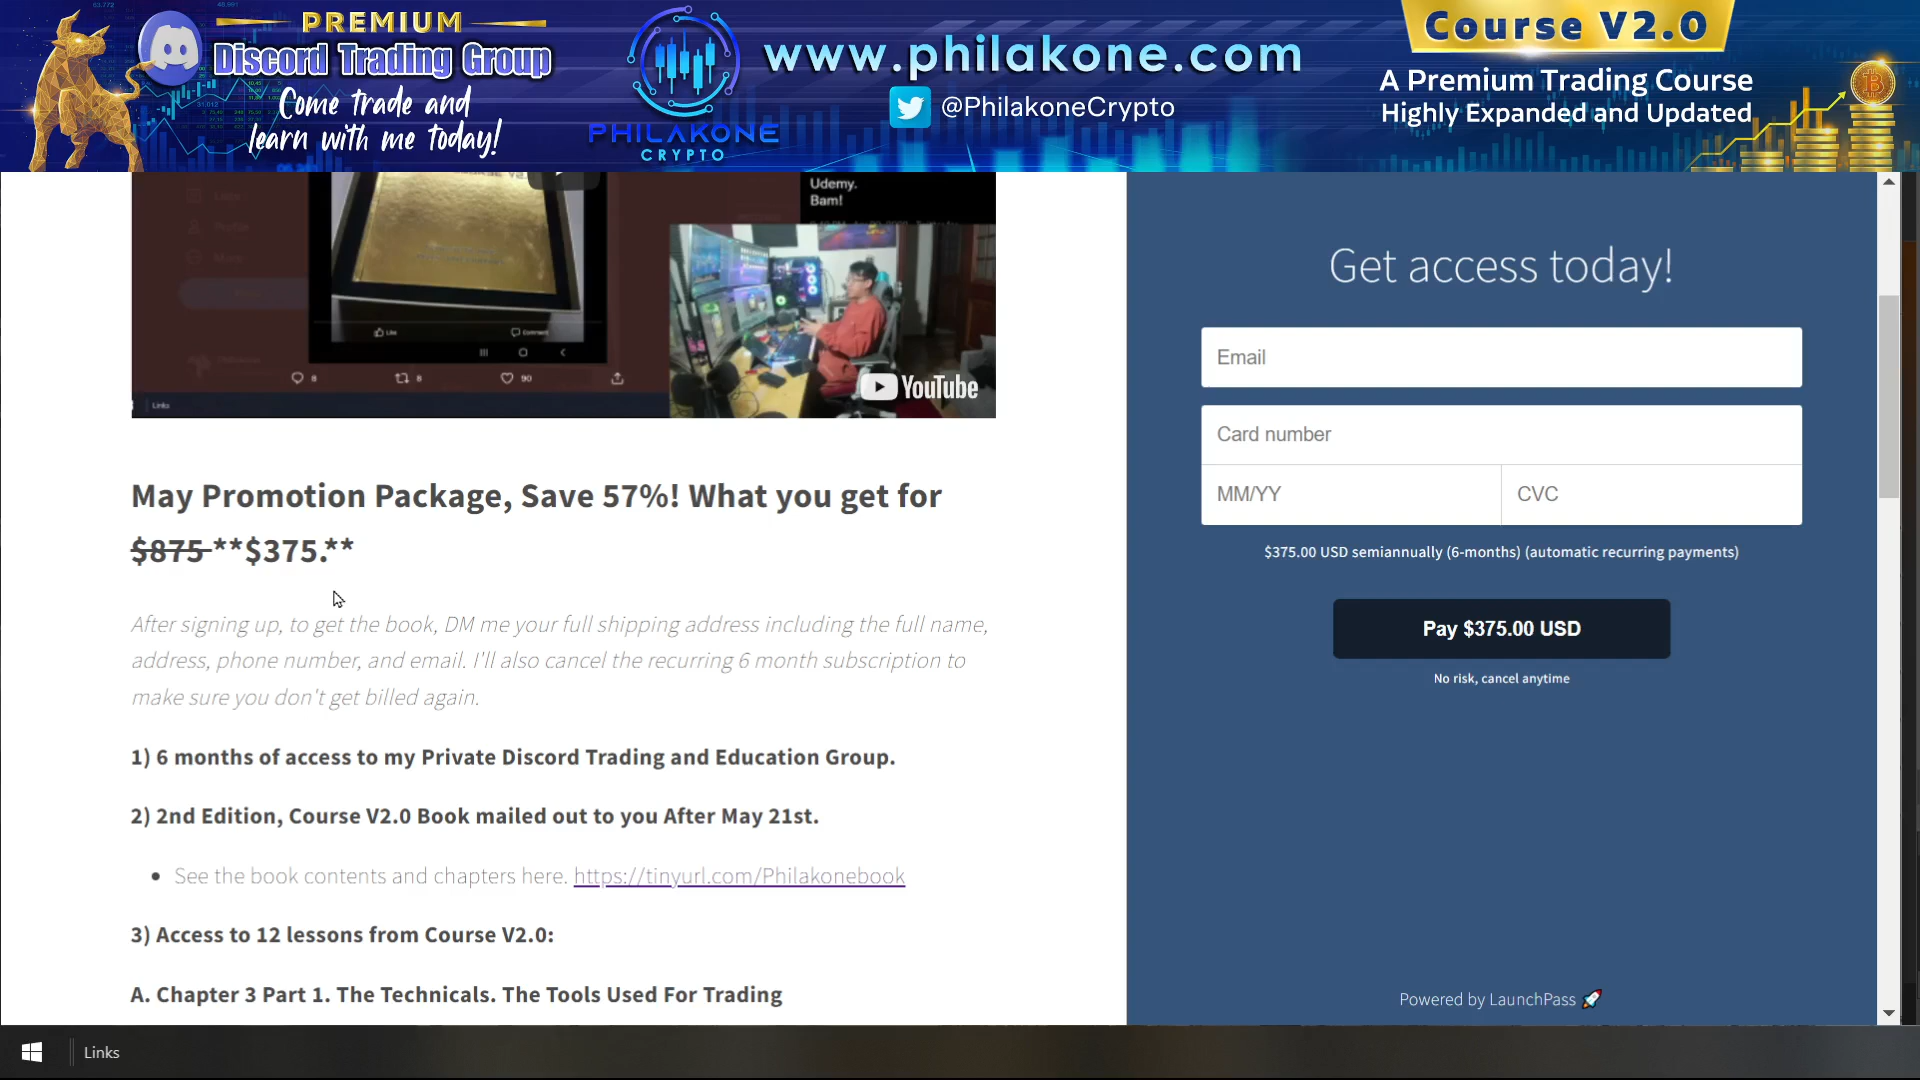 PREMIUM
Discord Trading Group
Come trade and
learn with me today!
PHILAKONE
CRYPTO
www.philakone.com
@PhilakoneCrypto
Course V2.0
A Premium Trading Course
Highly Expanded and Updated
Udemy.
Bam!
Like
Comment
8
8
90
Links
YouTube
May Promotion Package, Save 57%! What you get for
$875 **$375.**
After signing up, to get the book, DM me your full shipping address including the full name,
address, phone number, and email. I'll also cancel the recurring 6 month subscription to
make sure you don't get billed again.
1) 6 months of access to my Private Discord Trading and Education Group.
2) 2nd Edition, Course V2.0 Book mailed out to you After May 21st.
• See the book contents and chapters here. https://tinyurl.com/Philakonebook
3) Access to 12 lessons from Course V2.0:
A. Chapter 3 Part 1. The Technicals. The Tools Used For Trading
Get access today!
Email
Card number
MM/YY
CVC
$375.00 USD semiannually (6-months) (automatic recurring payments)
Pay $375.00 USD
No risk, cancel anytime
Powered by LaunchPass
Links